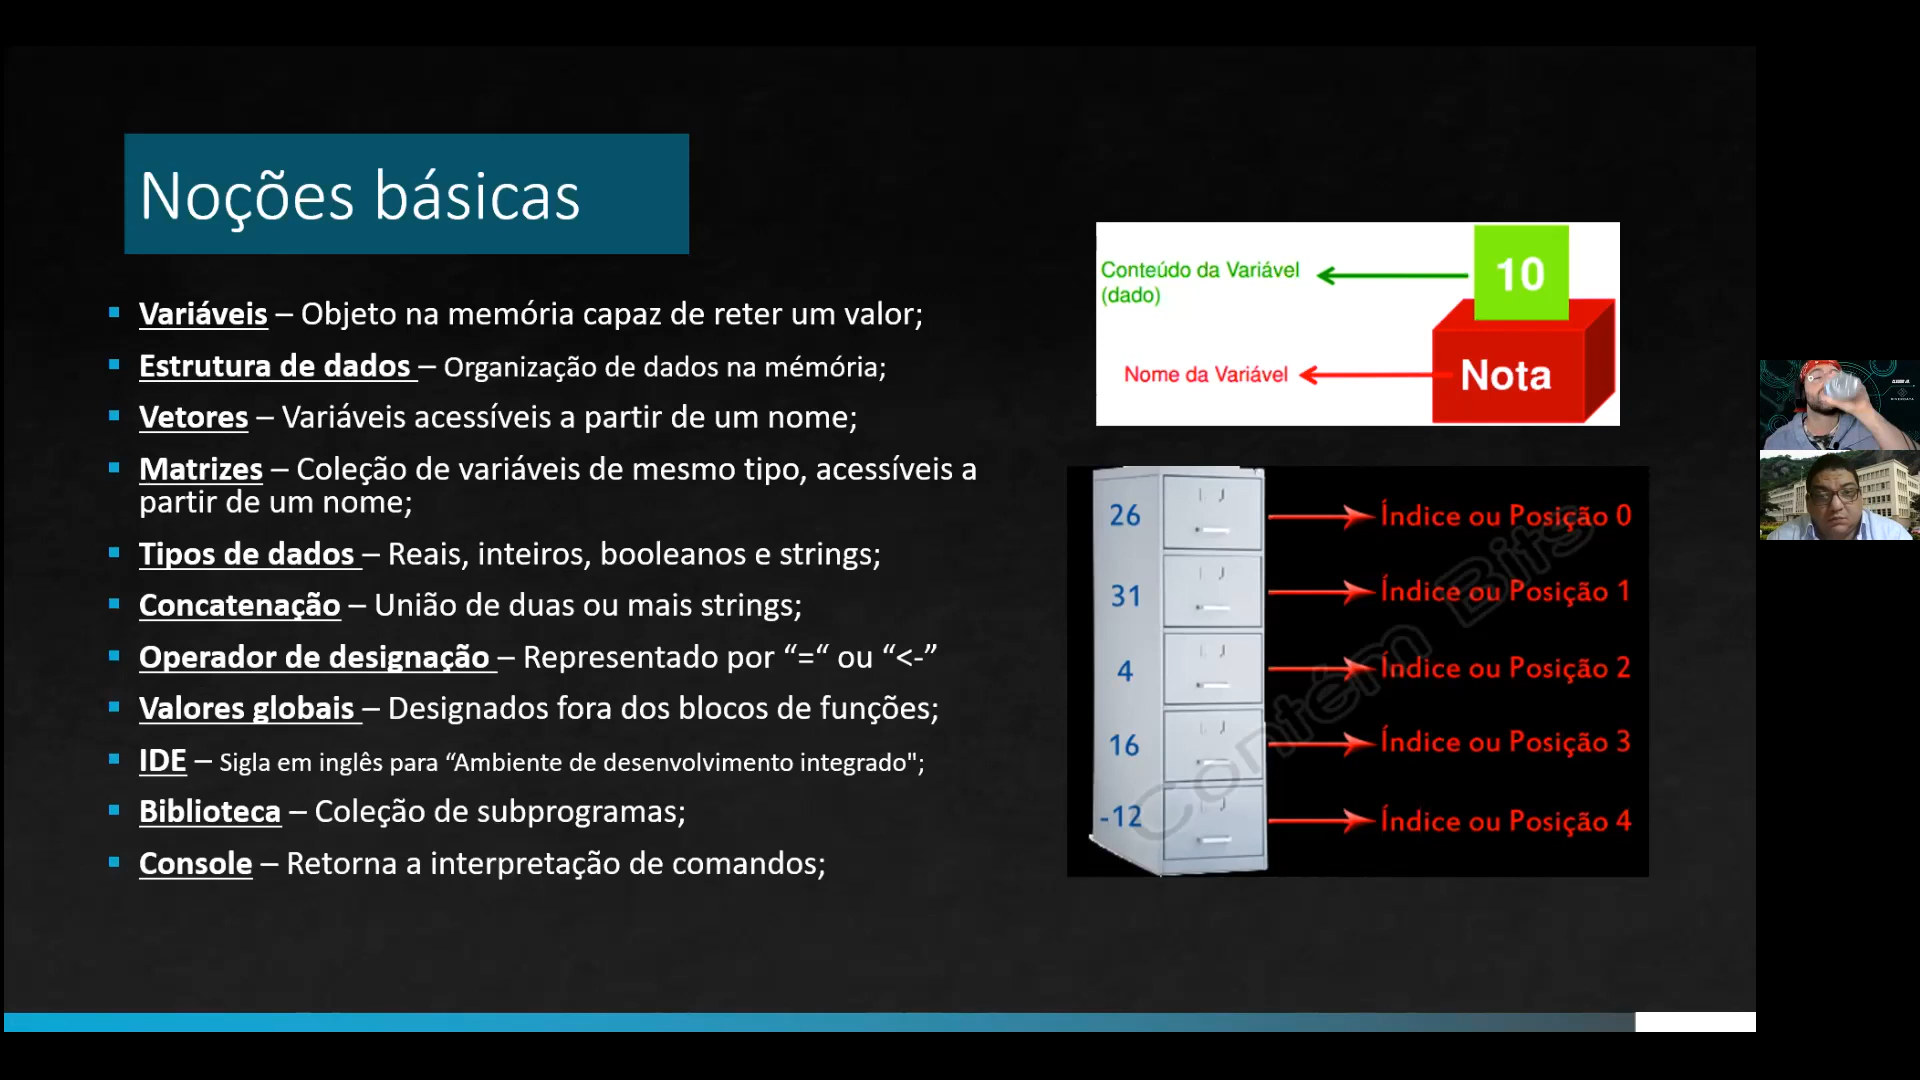 Noções básicas
Variáveis – Objeto na memória capaz de reter um valor;
Estrutura de dados – Organização de dados na mémória;
Vetores – Variáveis acessíveis a partir de um nome;
Matrizes – Coleção de variáveis de mesmo tipo, acessíveis a
partir de um nome;
Tipos de dados – Reais, inteiros, booleanos e strings;
Concatenação – União de duas ou mais strings;
Operador de designação – Representado por “=“ ou “<-”
Valores globais – Designados fora dos blocos de funções;
IDE – Sigla em inglês para “Ambiente de desenvolvimento integrado";
Biblioteca – Coleção de subprogramas;
Console – Retorna a interpretação de comandos;
Conteúdo da Variável
(dado)
10
Nome da Variável
Nota
26 Índice ou Posição 0
31 Índice ou Posição 1
4 Índice ou Posição 2
16 Índice ou Posição 3
-12 Índice ou Posição 4
Contém Bits